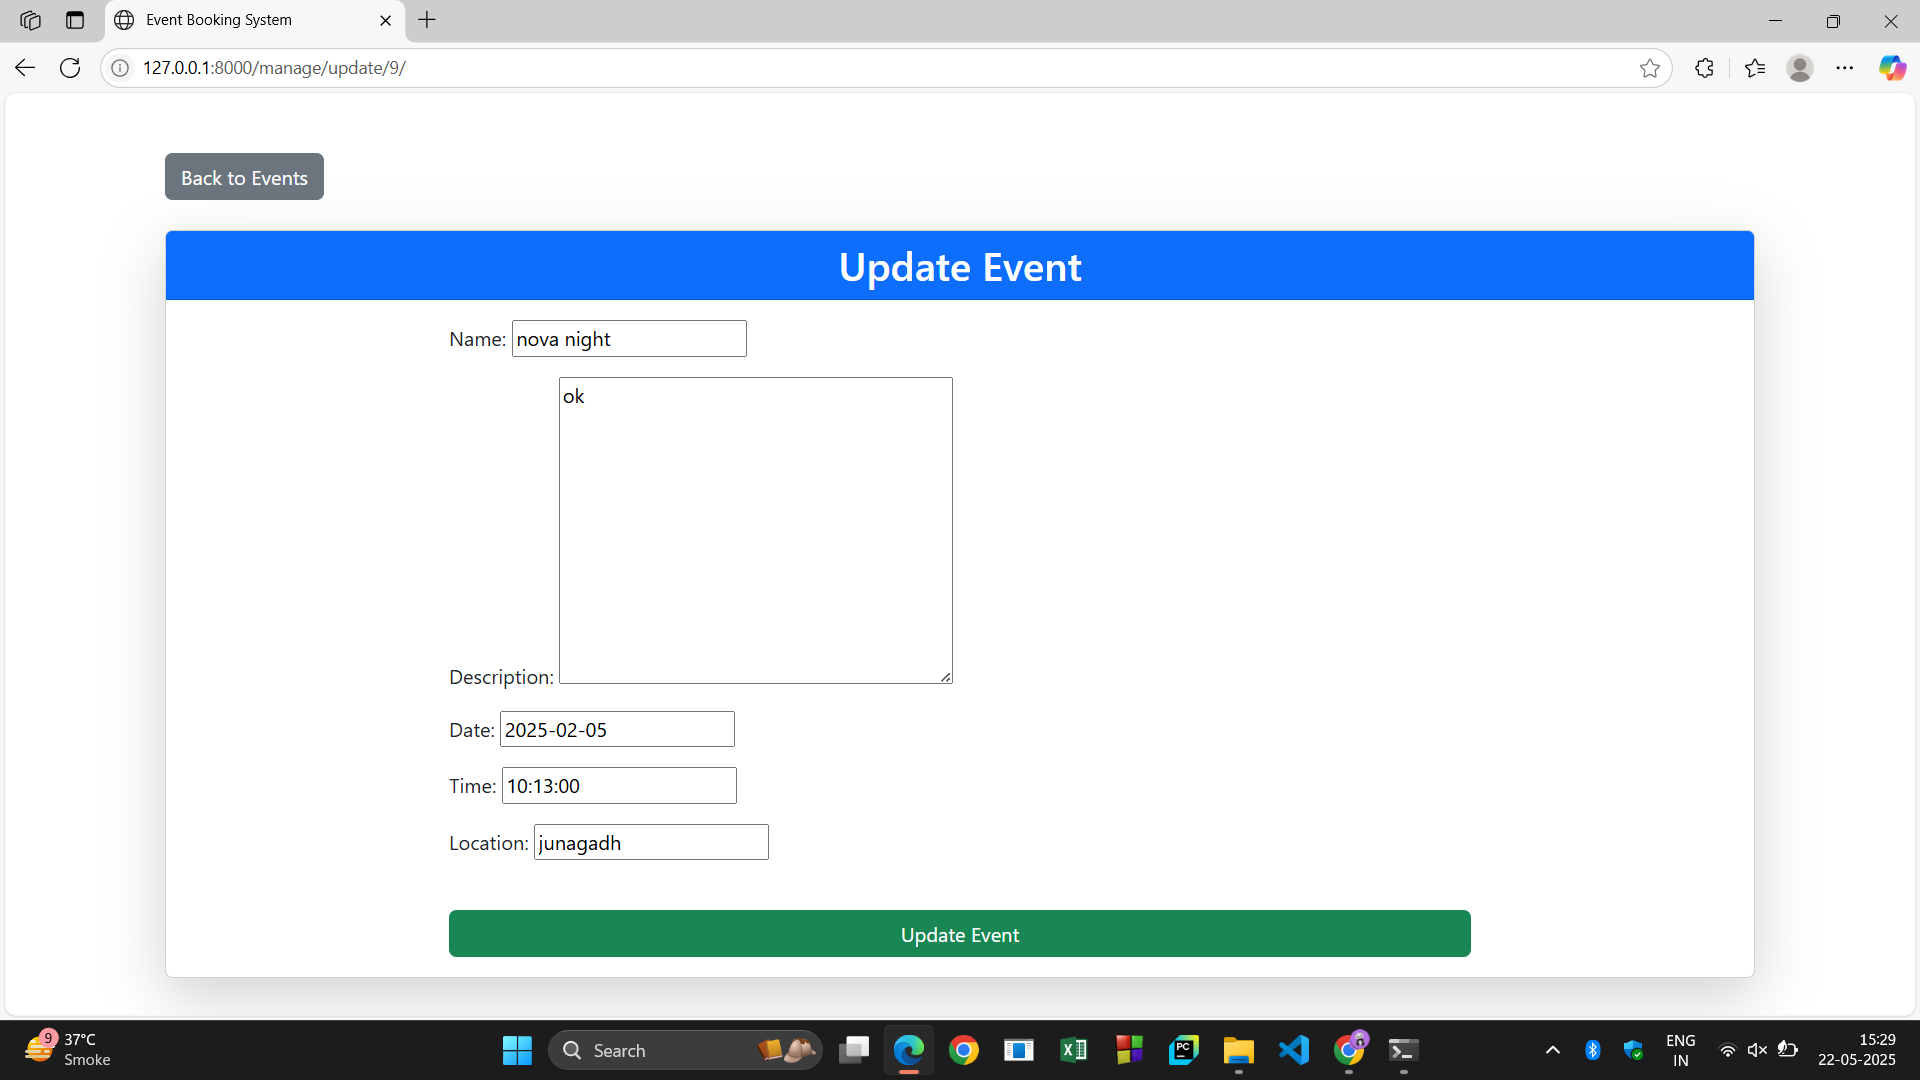 Event Booking System
127.0.0.1:8000/manage/update/9/
Back to Events
Update Event
Name: nova night
ok
Description:
Date: 2025-02-05
Time: 10:13:00
Location: junagadh
Update Event
9
37°C
Smoke
Search
PC
ENG
IN
15:29
22-05-2025